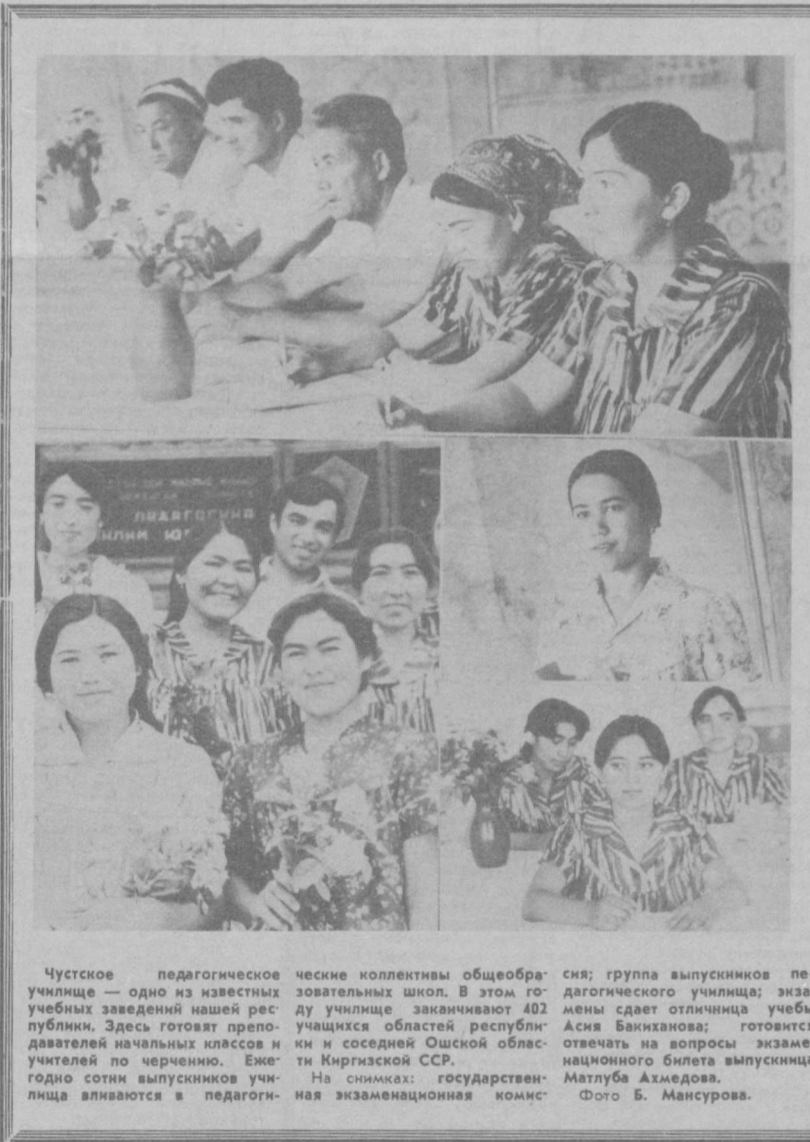 ПЕДАГОГИКА
Чустское педагогическое
училище — одно из известных
учебных заведений нашей рес-
публики. Здесь готовят препо-
давателей начальных классов и
учителей по черчению. Еже-
годно сотни выпускников учи-
лища вливаются в педагоги-
ческие коллективы общеобра-
зовательных школ. В этом го-
ду училище заканчивают 402
учащихся областей республи-
ки и соседней Ошской облас-
ти Киргизской ССР.
На снимках: государствен-
ная экзаменационная комис-
сия; группа выпускников пе-
дагогического училища; экза-
мены сдает отличница учебы
Асия Бакиханова; готовится
отвечать на вопросы экзаме-
национного билета выпускница
Матлуба Ахмедова.
Фото Б. Мансурова.